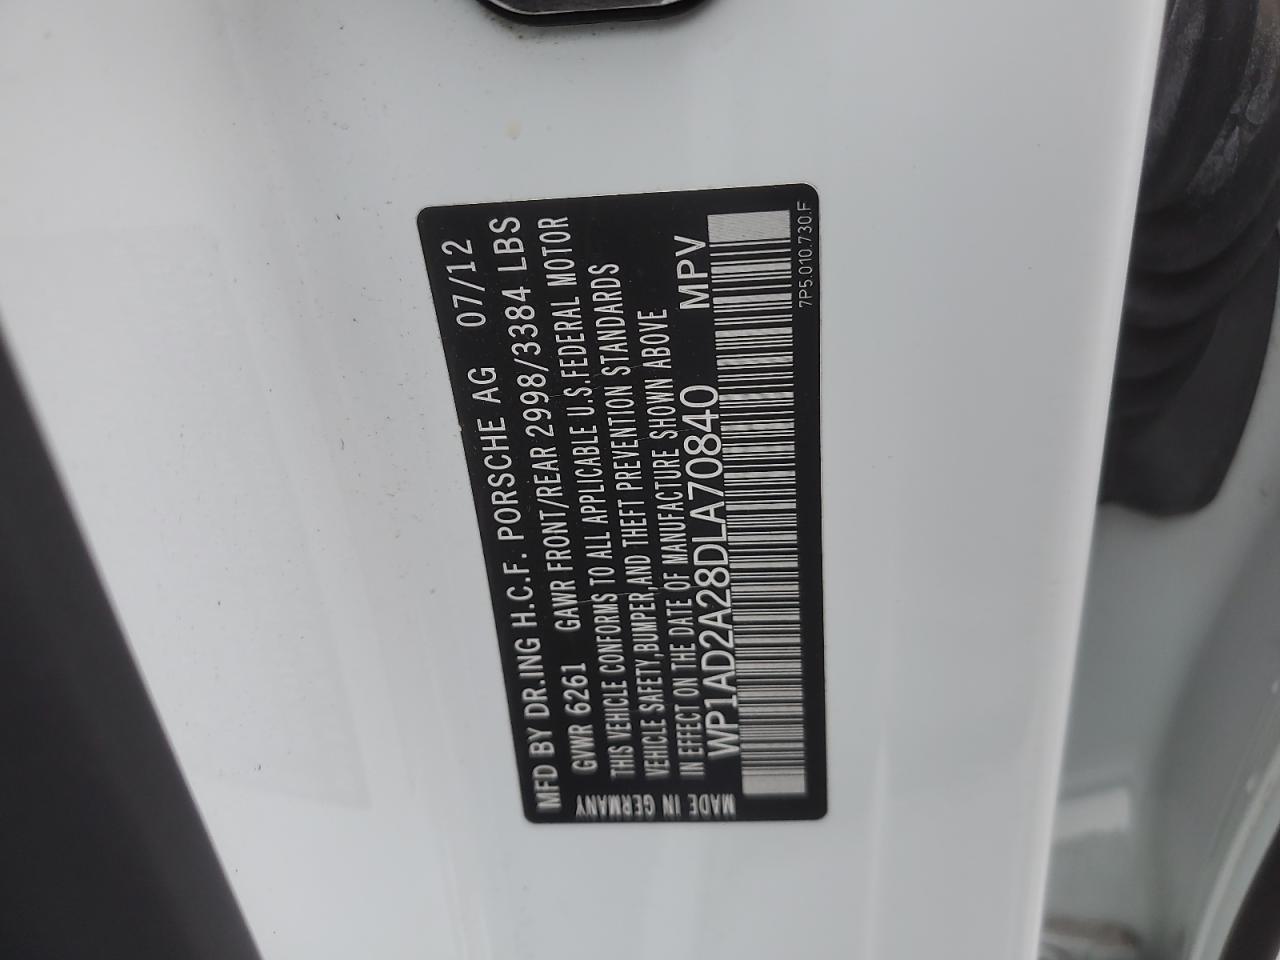 MFD BY DR.ING H.C.F. PORSCHE AG 07/12
GVWR 6261 GAWR FRONT/REAR 2998/3384 LBS
THIS VEHICLE CONFORMS TO ALL APPLICABLE U.S.FEDERAL MOTOR
VEHICLE SAFETY,BUMPER,AND THEFT PREVENTION STANDARDS
IN EFFECT ON THE DATE OF MANUFACTURE SHOWN ABOVE
WP1AD2A28DLA70840 MPV
MADE IN GERMANY
7P5.010.730.F